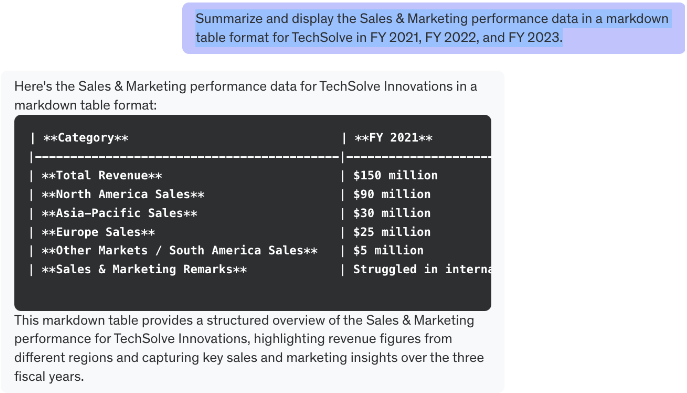 Summarize and display the Sales & Marketing performance data in a markdown
table format for TechSolve in FY 2021, FY 2022, and FY 2023.
Here's the Sales & Marketing performance data for TechSolve Innovations in a
markdown table format:
| **Category** | **FY 2021**
|----------------------------------------|----------------------
| **Total Revenue** | $150 million
| **North America Sales** | $90 million
| **Asia-Pacific Sales** | $30 million
| **Europe Sales** | $25 million
| **Other Markets / South America Sales** | $5 million
| **Sales & Marketing Remarks** | Struggled in interna
This markdown table provides a structured overview of the Sales & Marketing
performance for TechSolve Innovations, highlighting revenue figures from
different regions and capturing key sales and marketing insights over the three
fiscal years.